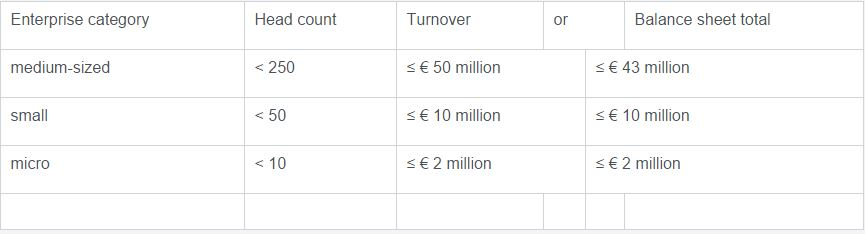 Enterprise category Head count Turnover or Balance sheet total
medium-sized < 250 ≤ € 50 million ≤ € 43 million
small < 50 ≤ € 10 million ≤ € 10 million
micro < 10 ≤ € 2 million ≤ € 2 million